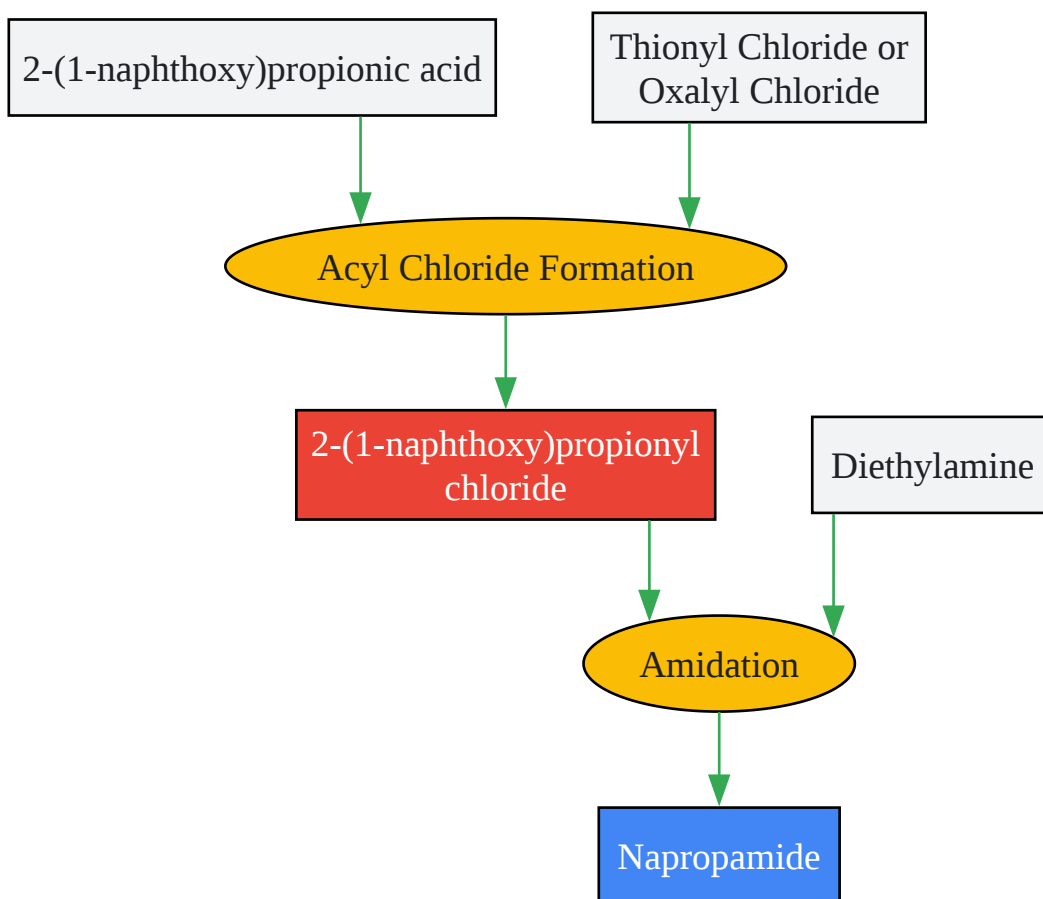 2-(1-naphthoxy)propionic acid
Thionyl Chloride or
Oxalyl Chloride
Acyl Chloride Formation
2-(1-naphthoxy)propionyl
chloride
Diethylamine
Amidation
Napropamide